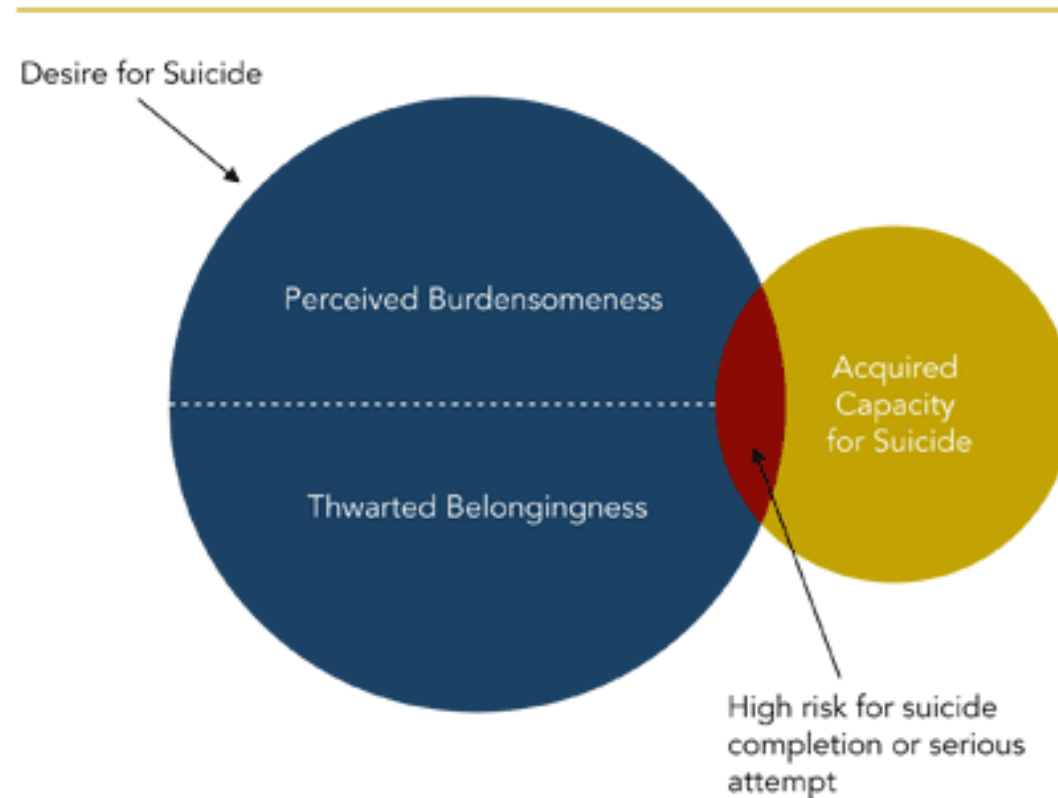 Desire for Suicide
Perceived Burdensomeness
Thwarted Belongingness
Acquired
Capacity
for Suicide
High risk for suicide
completion or serious
attempt